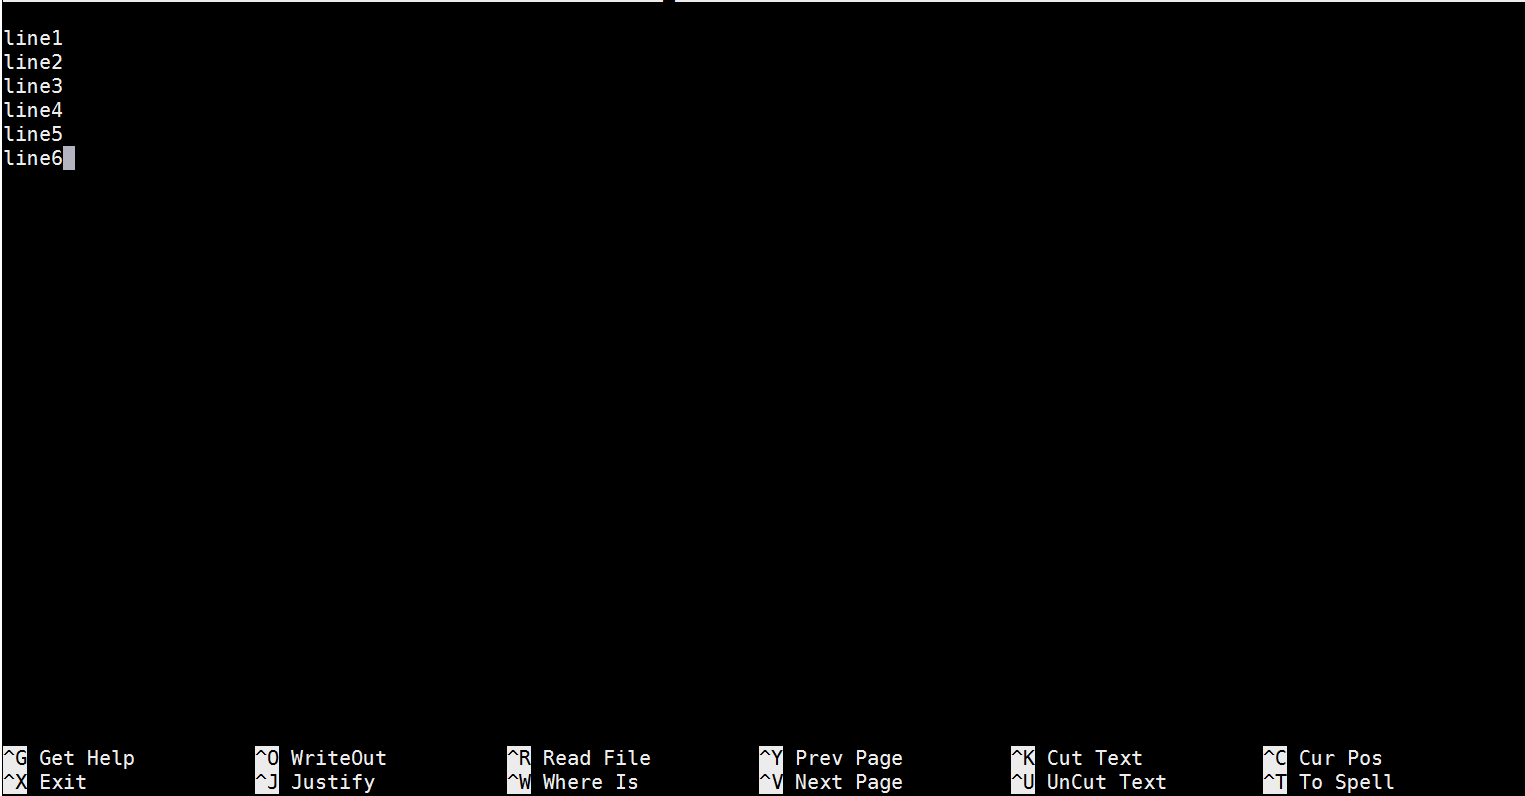 line1
line2
line3
line4
line5
line6
^G Get Help ^O WriteOut ^R Read File ^Y Prev Page ^K Cut Text ^C Cur Pos
^X Exit ^J Justify ^W Where Is ^V Next Page ^U UnCut Text ^T To Spell